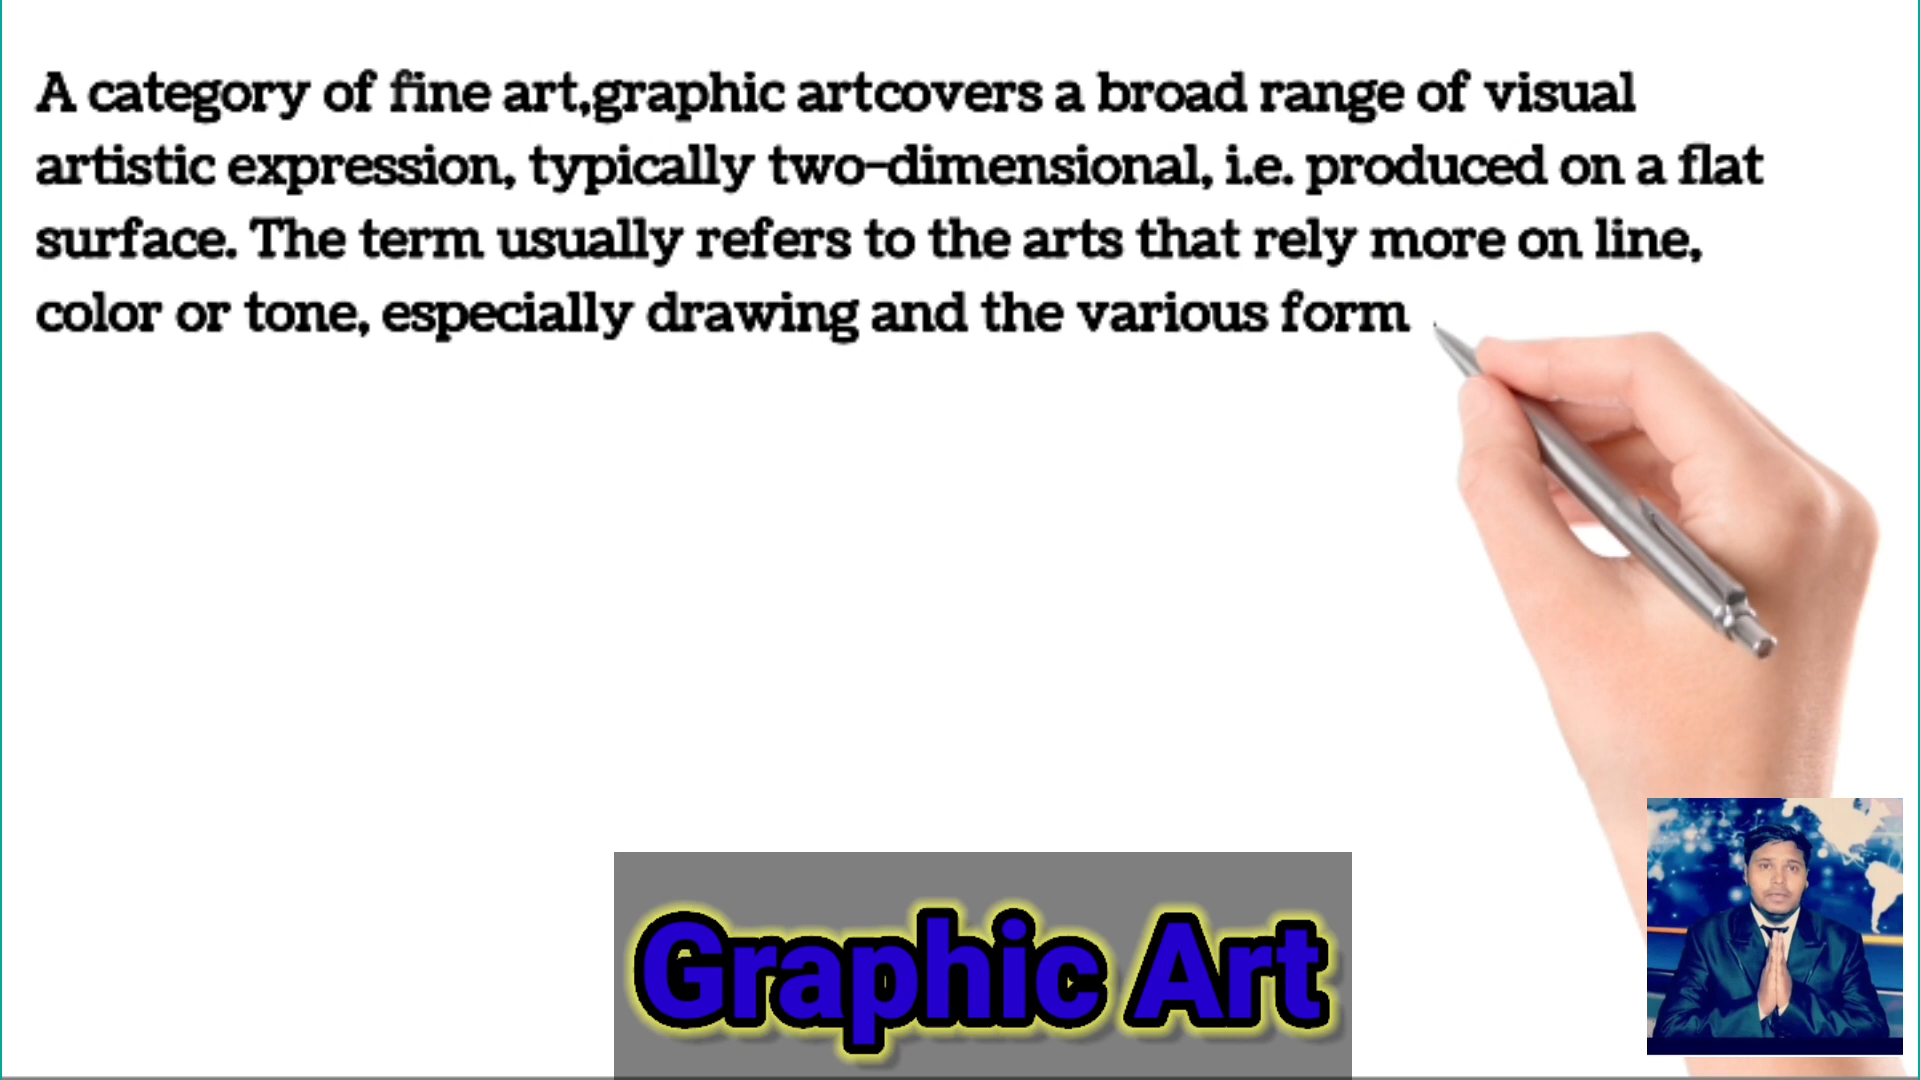 A category of fine art,graphic artcovers a broad range of visual
artistic expression, typically two-dimensional, i.e. produced on a flat
surface. The term usually refers to the arts that rely more on line,
color or tone, especially drawing and the various form
Graphic Art